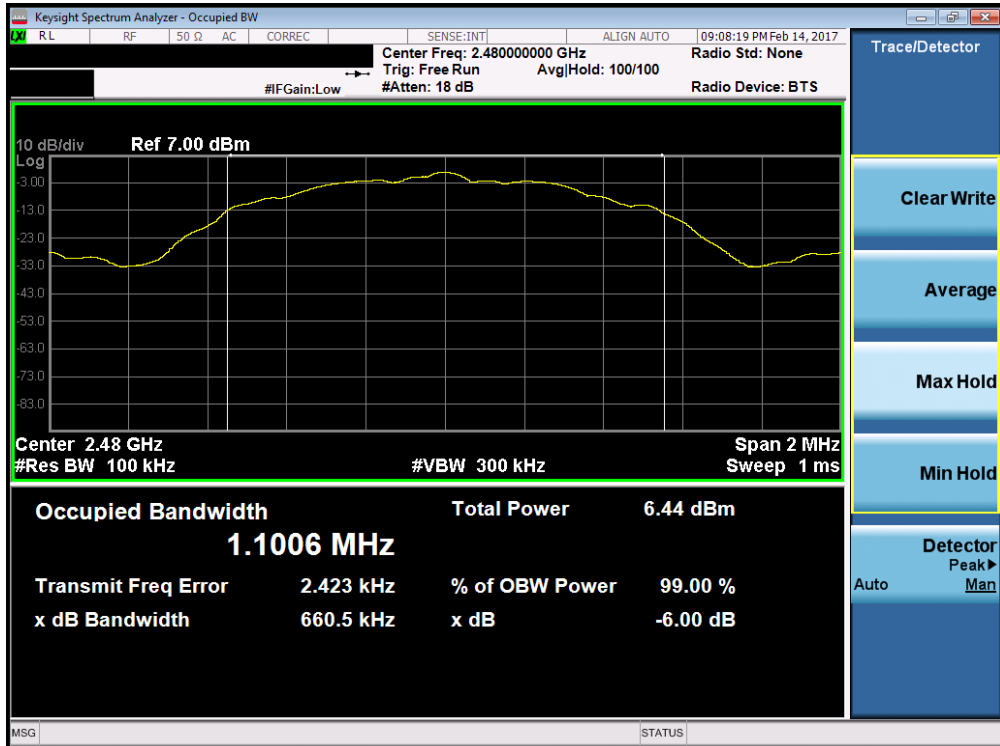 Keysight Spectrum Analyzer - Occupied BW
LXI RL RF 50 Ω AC CORREC SENSE:INT ALIGN AUTO 09:08:19 PM Feb 14, 2017
Center Freq: 2.480000000 GHz Radio Std: None
Trig: Free Run Avg|Hold: 100/100
#IFGain:Low #Atten: 18 dB Radio Device: BTS
Trace/Detector
10 dB/div Ref 7.00 dBm
Log
-3.00
-13.0
-23.0
-33.0
-43.0
-53.0
-63.0
-73.0
-83.0
Center 2.48 GHz Span 2 MHz
#Res BW 100 kHz #VBW 300 kHz Sweep 1 ms
Occupied Bandwidth Total Power 6.44 dBm
1.1006 MHz
Transmit Freq Error 2.423 kHz % of OBW Power 99.00 %
x dB Bandwidth 660.5 kHz x dB -6.00 dB
Clear Write
Average
Max Hold
Min Hold
Detector
Peak▶
Auto Man
MSG STATUS